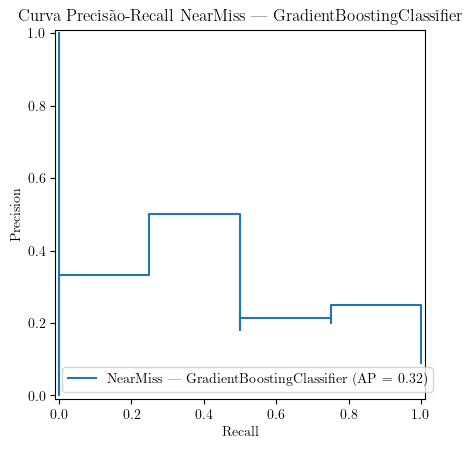 Curva Precisão-Recall NearMiss — GradientBoostingClassifier
1.0
0.8
0.6
0.4
0.2
0.0
Precision
NearMiss — GradientBoostingClassifier (AP = 0.32)
0.0 0.2 0.4 0.6 0.8 1.0
Recall